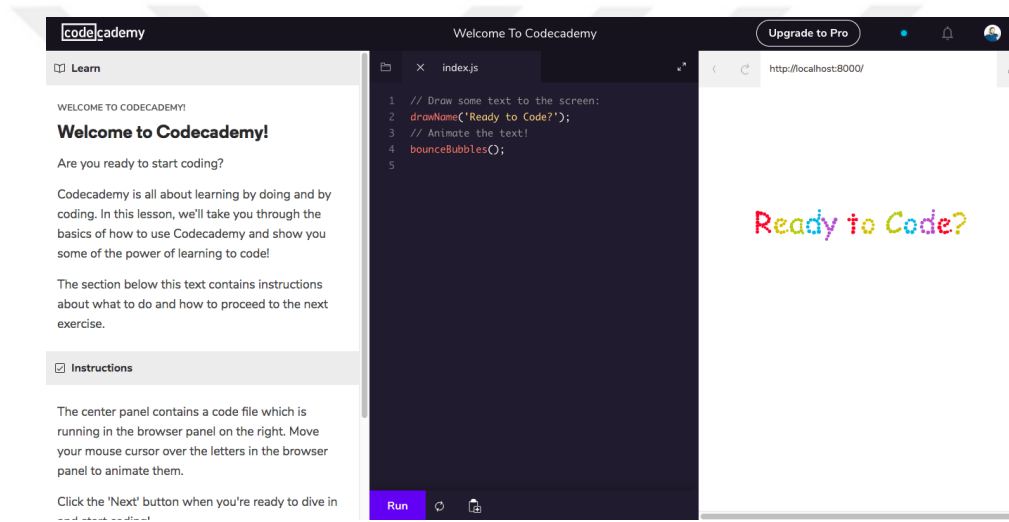 codecademy
Welcome To Codecademy
Upgrade to Pro
Learn
WELCOME TO CODECADEMY!
Welcome to Codecademy!
Are you ready to start coding?
Codecademy is all about learning by doing and by
coding. In this lesson, we'll take you through the
basics of how to use Codecademy and show you
some of the power of learning to code!
The section below this text contains instructions
about what to do and how to proceed to the next
exercise.
Instructions
The center panel contains a code file which is
running in the browser panel on the right. Move
your mouse cursor over the letters in the browser
panel to animate them.
Click the 'Next' button when you're ready to dive in
and start coding!
index.js
1 // Draw some text to the screen:
2 drawName('Ready to Code?');
3 // Animate the text!
4 bounceBubbles();
5
Run
http://localhost:8000/
Ready to Code?